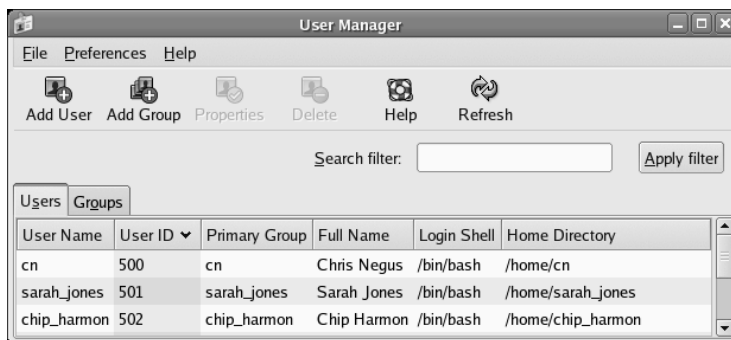 User Manager
File Preferences Help
Add User Add Group Properties Delete Help Refresh
Search filter: Apply filter
Users Groups
User Name User ID Primary Group Full Name Login Shell Home Directory
cn 500 cn Chris Negus /bin/bash /home/cn
sarah_jones 501 sarah_jones Sarah Jones /bin/bash /home/sarah_jones
chip_harmon 502 chip_harmon Chip Harmon /bin/bash /home/chip_harmon